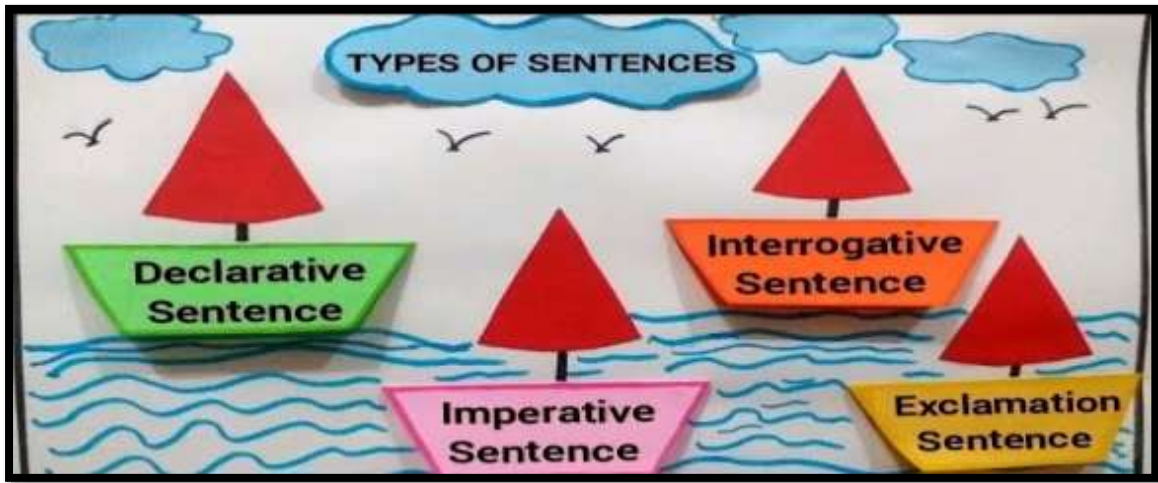 TYPES OF SENTENCES
Declarative
Sentence
Interrogative
Sentence
Imperative
Sentence
Exclamation
Sentence